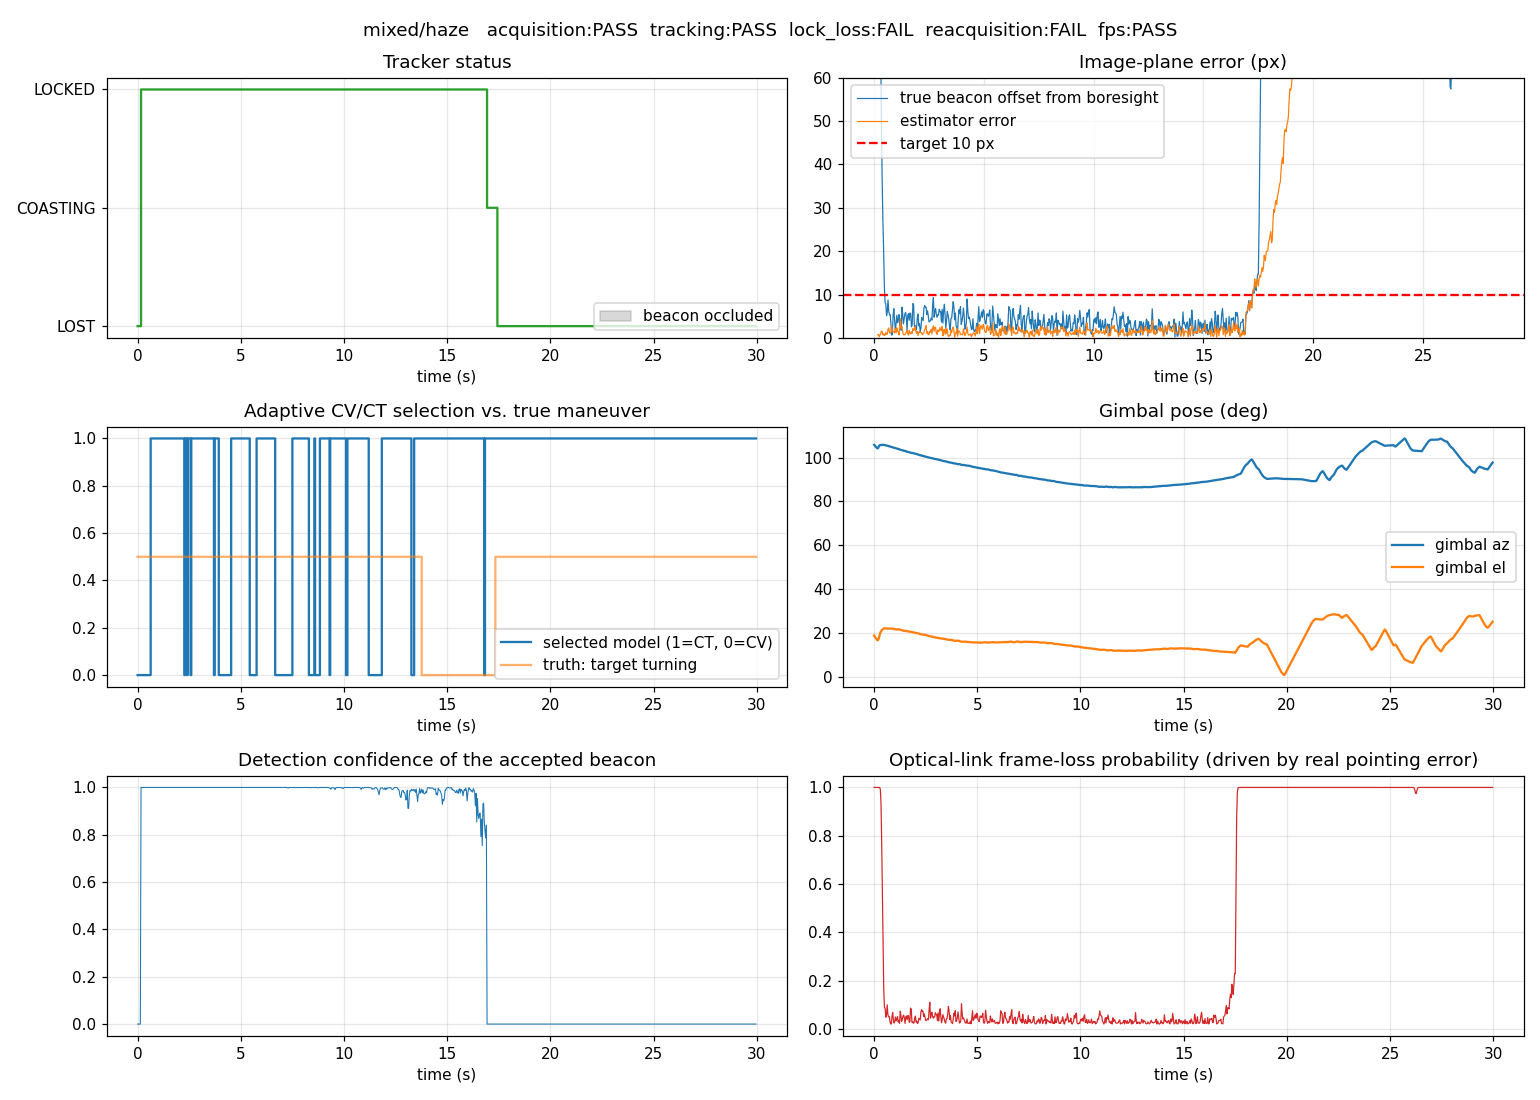 mixed/haze   acquisition:PASS  tracking:PASS  lock_loss:FAIL  reacquisition:FAIL  fps:PASS
Tracker status
LOCKED
COASTING
LOST
beacon occluded
0 5 10 15 20 25 30
time (s)
Image-plane error (px)
60
50
40
30
20
10
0
true beacon offset from boresight
estimator error
target 10 px
0 5 10 15 20 25
time (s)
Adaptive CV/CT selection vs. true maneuver
1.0
0.8
0.6
0.4
0.2
0.0
selected model (1=CT, 0=CV)
truth: target turning
0 5 10 15 20 25 30
time (s)
Gimbal pose (deg)
100
80
60
40
20
0
gimbal az
gimbal el
0 5 10 15 20 25 30
time (s)
Detection confidence of the accepted beacon
1.0
0.8
0.6
0.4
0.2
0.0
0 5 10 15 20 25 30
time (s)
Optical-link frame-loss probability (driven by real pointing error)
1.0
0.8
0.6
0.4
0.2
0.0
0 5 10 15 20 25 30
time (s)